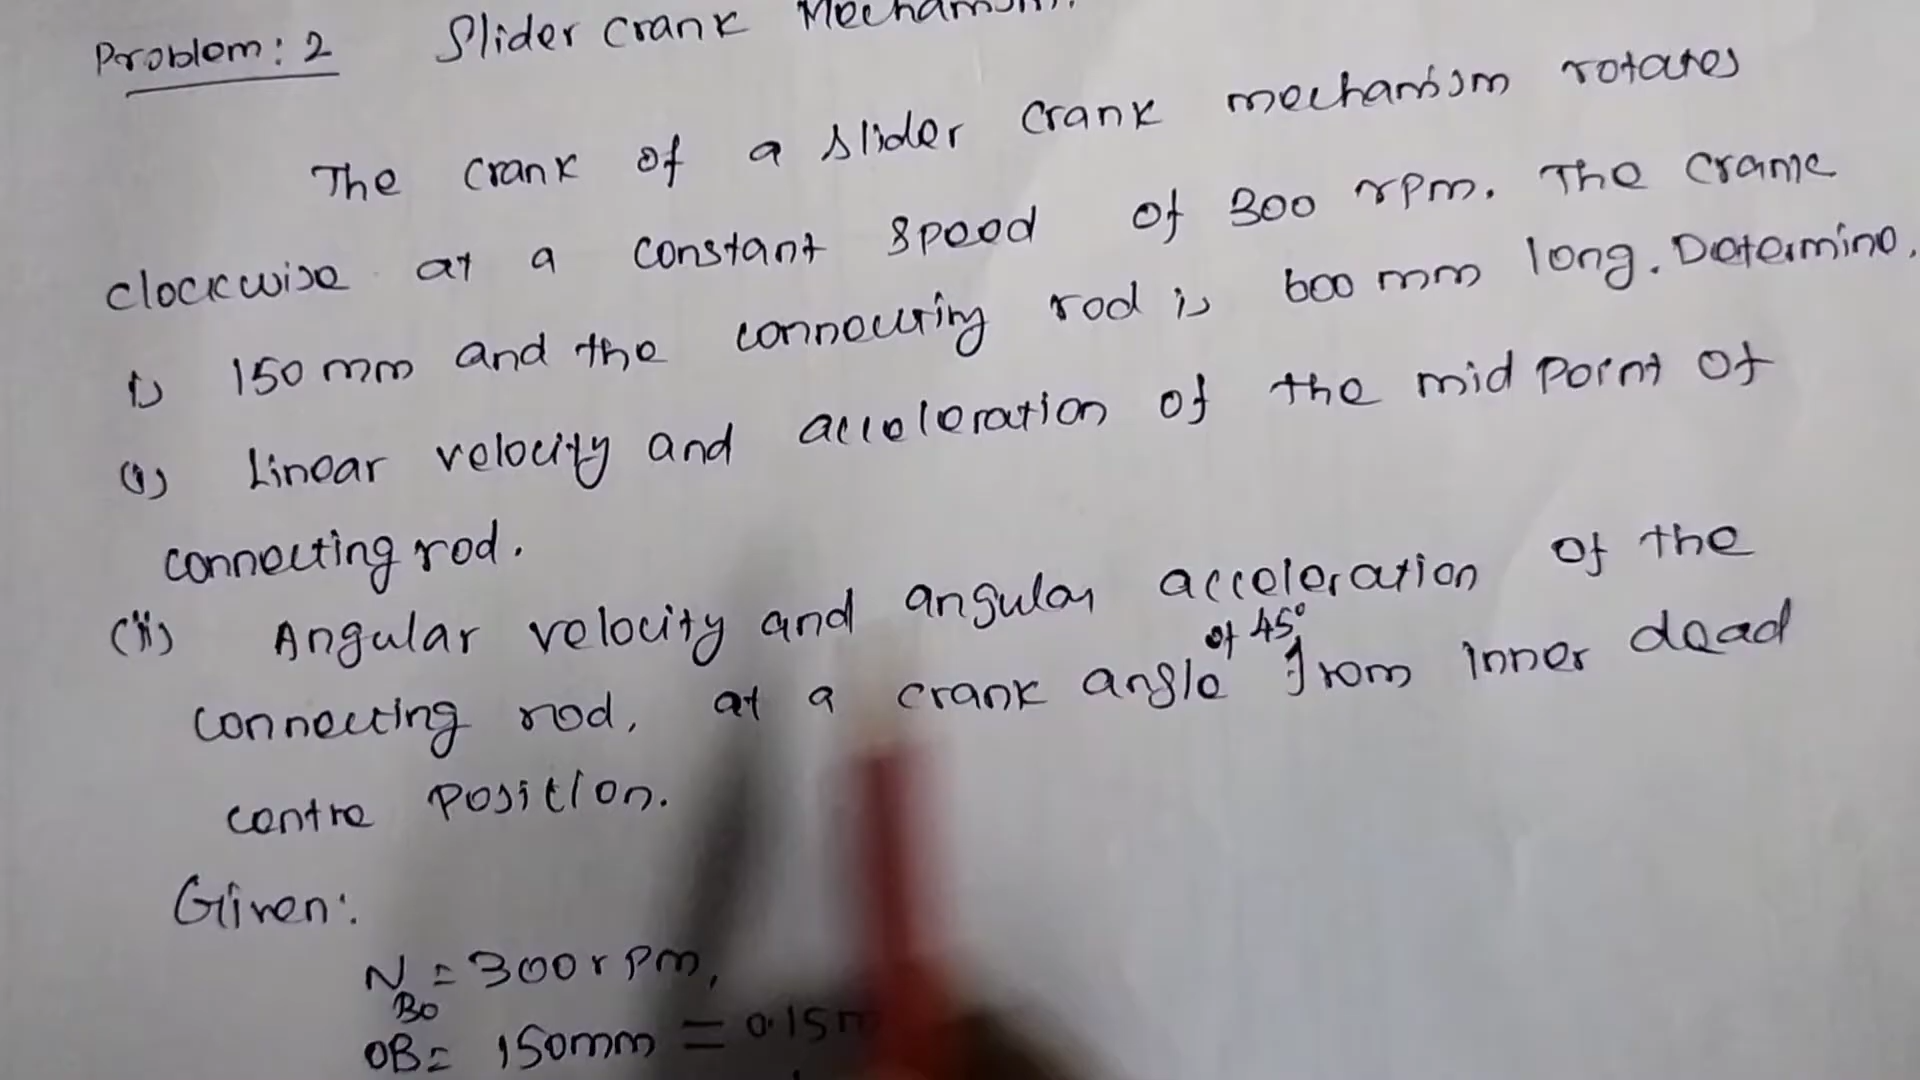 Problem: 2 Slider crank Mechanism.
The crank of a slider crank mechanism rotates
clockwise at a constant speed of 300 rpm. The crank
is 150 mm and the connecting rod is 600 mm long. Determine.
(i) Linear velocity and acceleration of the mid point of
connecting rod.
(ii) Angular velocity and angular acceleration of the
connecting rod, at a crank angle of 45° from inner dead
centre position.
Given:
N_BO = 300 rpm,
OB = 150mm = 0.15m